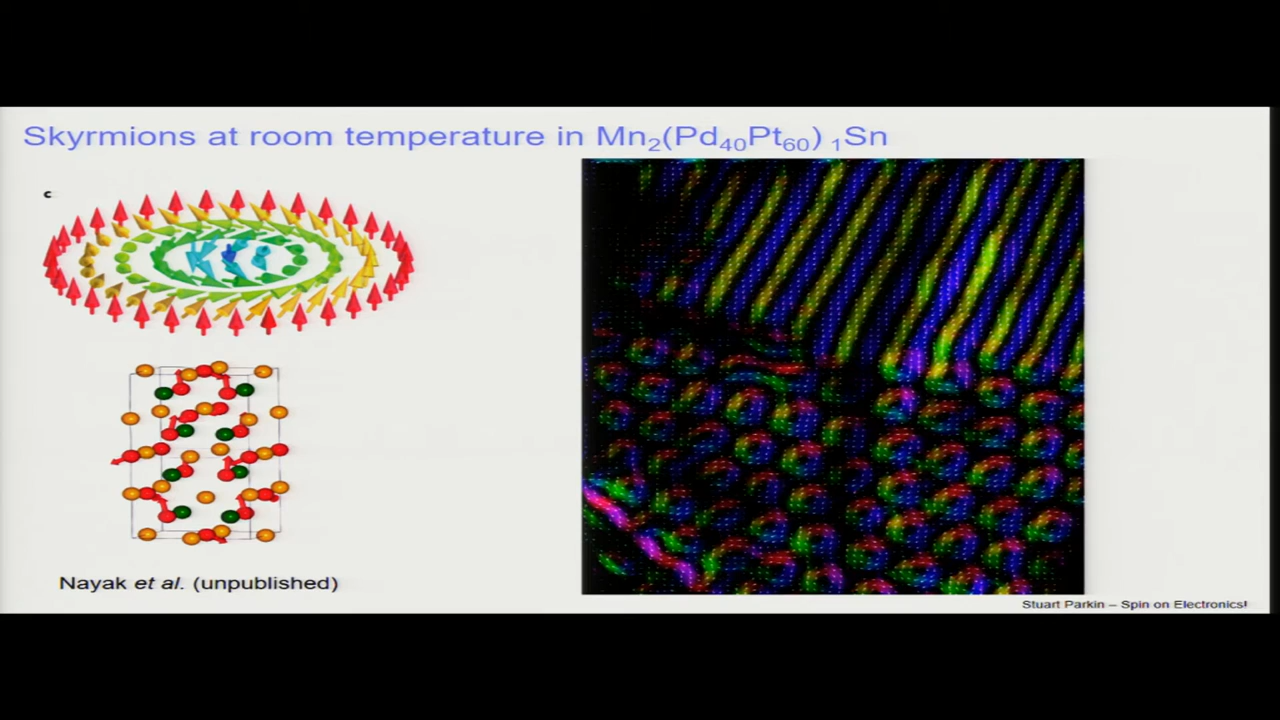 Skyrmions at room temperature in Mn₂(Pd₄₀Pt₆₀) ₁Sn
c
Nayak et al. (unpublished)
Stuart Parkin – Spin on Electronics!